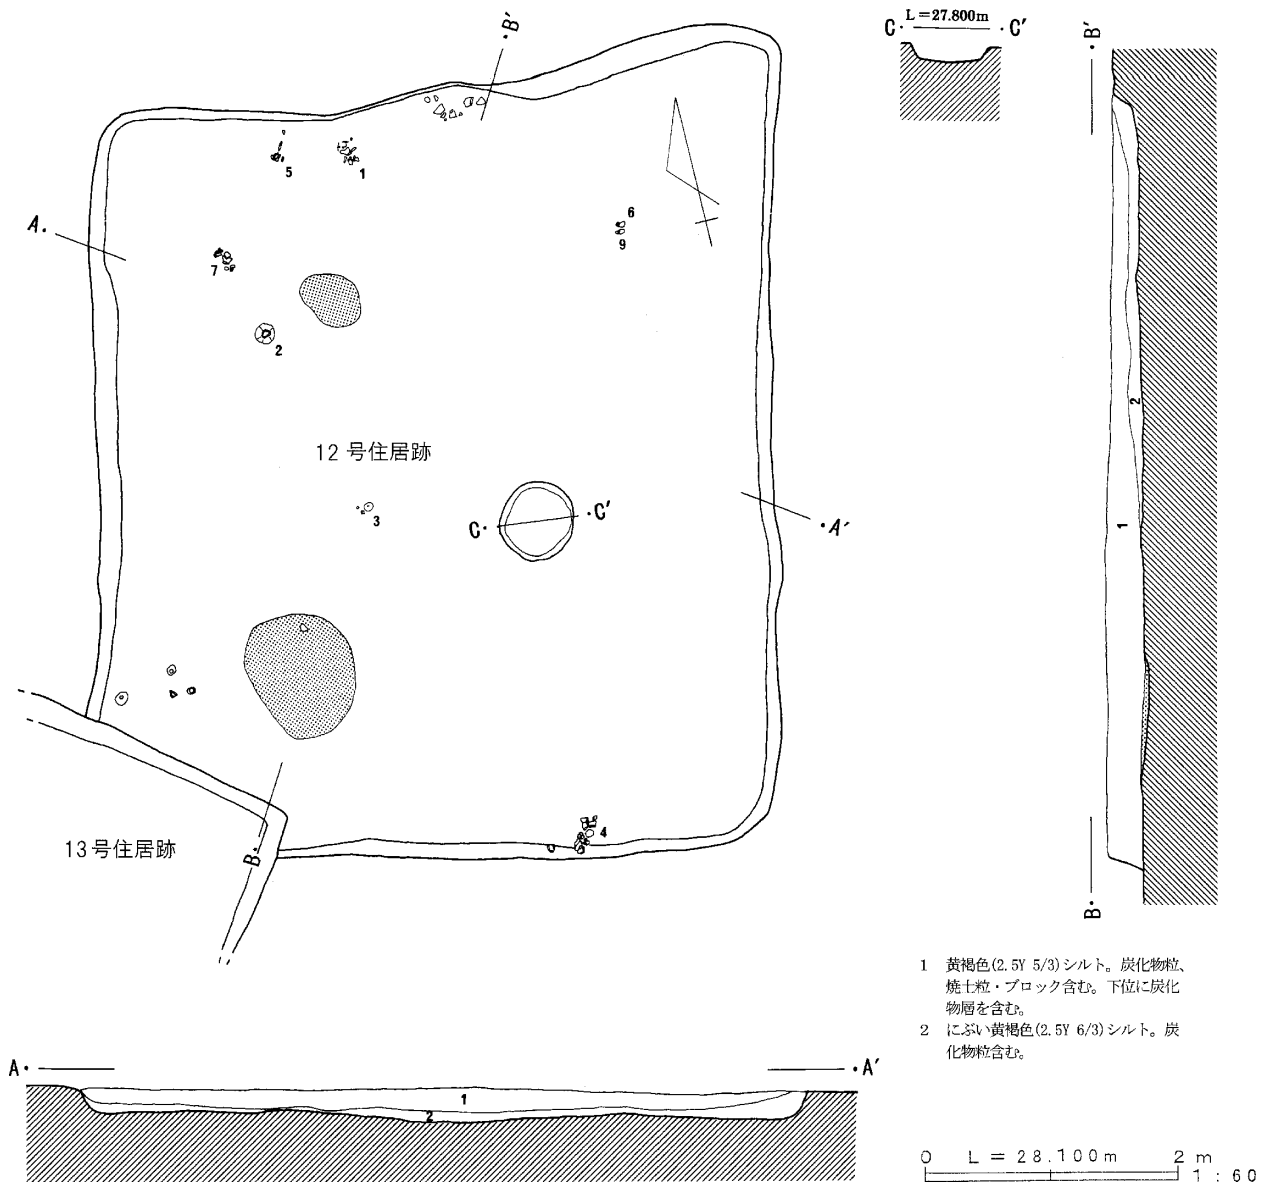 C・ L=27.800m ・C'
・B'
・B'
5
1
6
9
A.
7
2
12号住居跡
3
C・ ・C'
・A'
2
1
4
13号住居跡
B・
B・
1 黄褐色(2.5Y 5/3)シルト。炭化物粒、
焼土粒・ブロック含む。下位に炭化
物層を含む。
2 にぶい黄褐色(2.5Y 6/3)シルト。炭
化物粒含む。
A・ ・A'
1
2
0 L=28.100m 2m
1:60